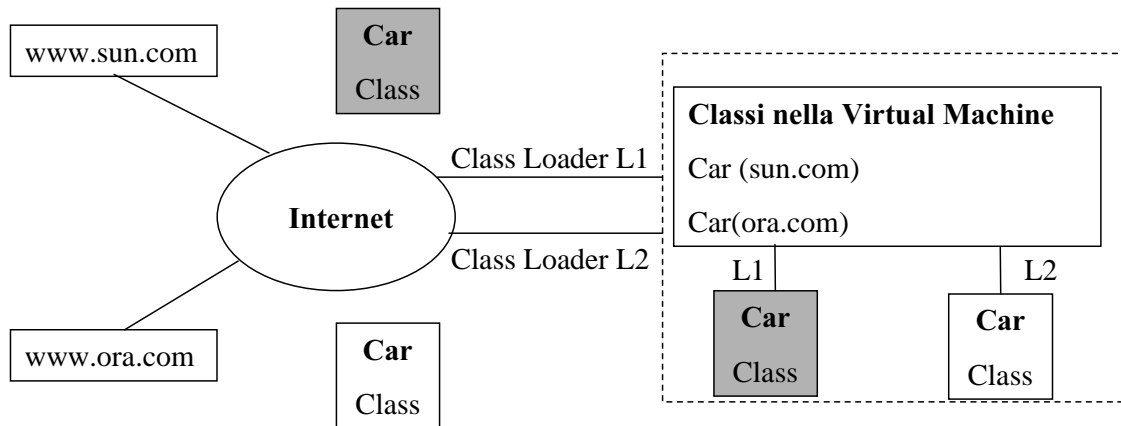 www.sun.com
Car
Class
Classi nella Virtual Machine
Car (sun.com)
Car(ora.com)
Class Loader L1
Internet
Class Loader L2
L1
L2
Car
Class
Car
Class
www.ora.com
Car
Class